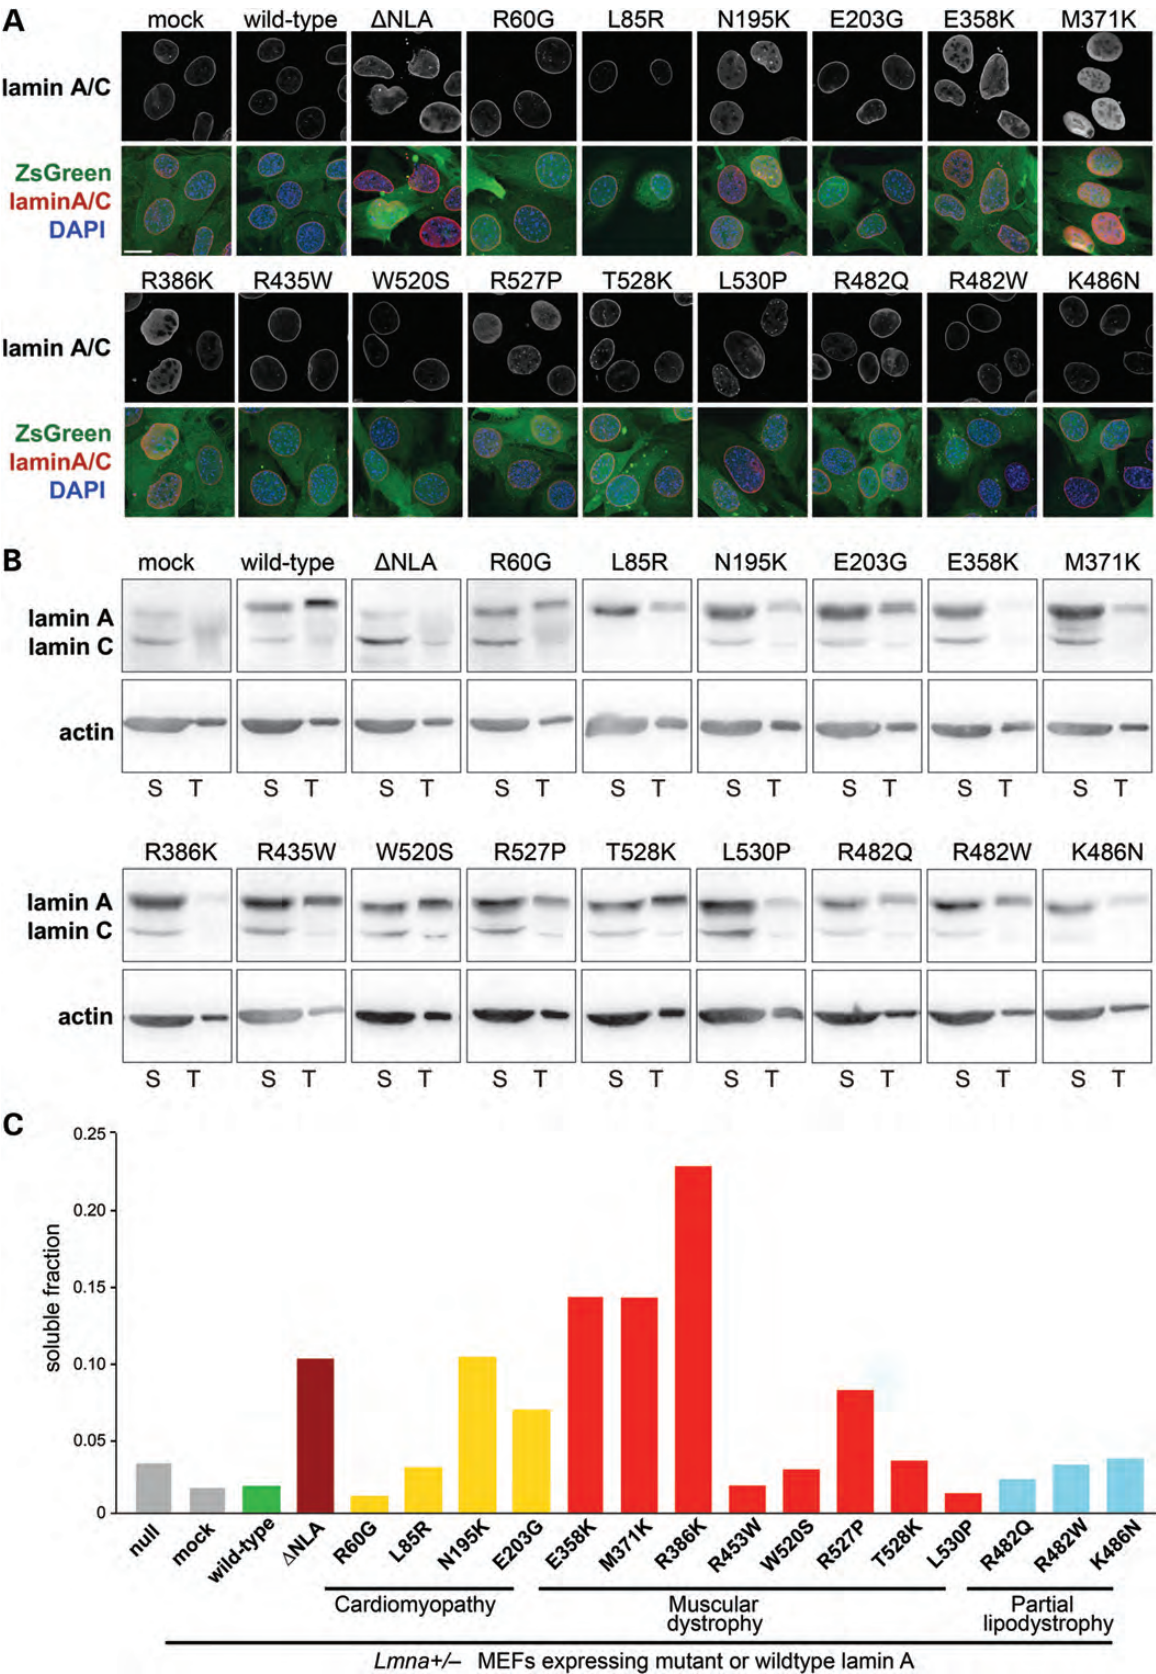 A
mock wild-type ΔNLA R60G L85R N195K E203G E358K M371K
lamin A/C
ZsGreen
laminA/C
DAPI
R386K R435W W520S R527P T528K L530P R482Q R482W K486N
lamin A/C
ZsGreen
laminA/C
DAPI
B
mock wild-type ΔNLA R60G L85R N195K E203G E358K M371K
lamin A
lamin C
actin
S T S T S T S T S T S T S T S T S T
R386K R435W W520S R527P T528K L530P R482Q R482W K486N
lamin A
lamin C
actin
S T S T S T S T S T S T S T S T S T
C
0.25
0.20
0.15
0.10
0.05
0
soluble fraction
null mock wild-type ΔNLA R60G L85R N195K E203G E358K M371K R386K R453W W520S R527P T528K L530P R482Q R482W K486N
Cardiomyopathy Muscular dystrophy Partial lipodystrophy
Lmna+/– MEFs expressing mutant or wildtype lamin A